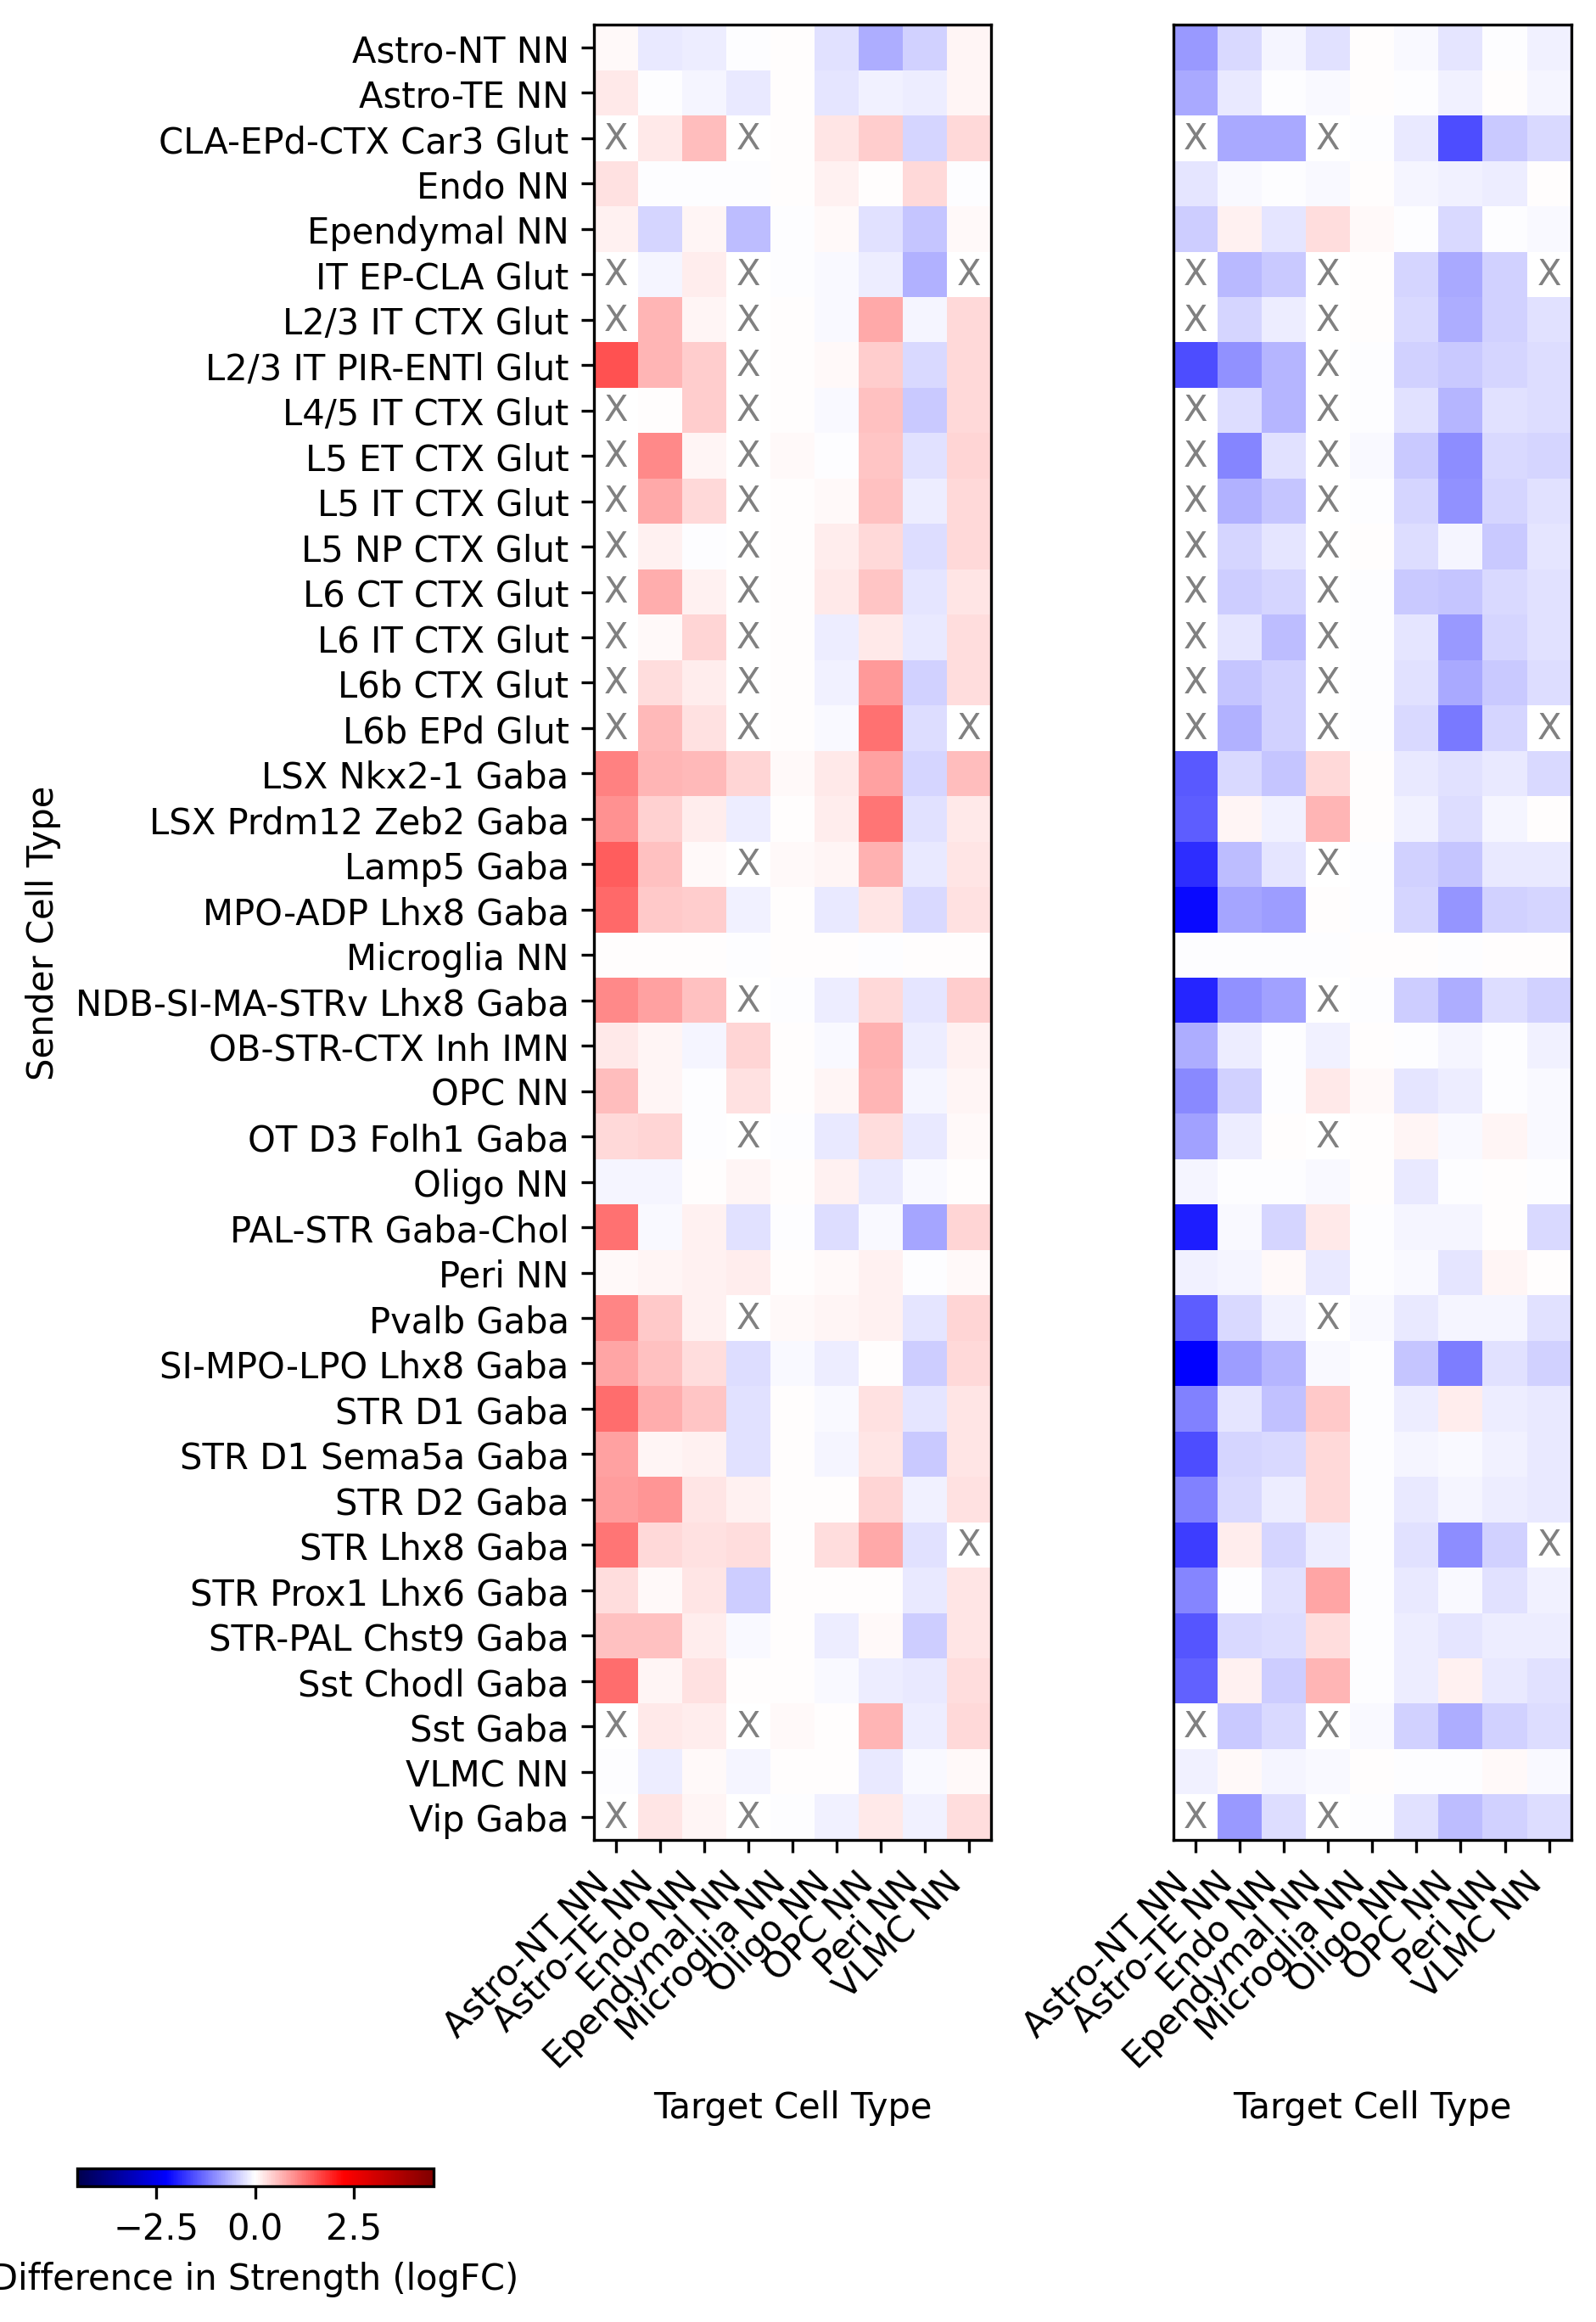 Sender Cell Type
Astro-NT NN
Astro-TE NN
CLA-EPd-CTX Car3 Glut X X X X
Endo NN
Ependymal NN
IT EP-CLA Glut X X X X X X
L2/3 IT CTX Glut X X X X
L2/3 IT PIR-ENTl Glut X X
L4/5 IT CTX Glut X X X X
L5 ET CTX Glut X X X X
L5 IT CTX Glut X X X X
L5 NP CTX Glut X X X X
L6 CT CTX Glut X X X X
L6 IT CTX Glut X X X X
L6b CTX Glut X X X X
L6b EPd Glut X X X X X X
LSX Nkx2-1 Gaba
LSX Prdm12 Zeb2 Gaba
Lamp5 Gaba X X
MPO-ADP Lhx8 Gaba
Microglia NN
NDB-SI-MA-STRv Lhx8 Gaba X X
OB-STR-CTX Inh IMN
OPC NN
OT D3 Folh1 Gaba X X
Oligo NN
PAL-STR Gaba-Chol
Peri NN
Pvalb Gaba X X
SI-MPO-LPO Lhx8 Gaba
STR D1 Gaba
STR D1 Sema5a Gaba
STR D2 Gaba
STR Lhx8 Gaba X X
STR Prox1 Lhx6 Gaba
STR-PAL Chst9 Gaba
Sst Chodl Gaba
Sst Gaba X X X X
VLMC NN
Vip Gaba X X X X
Astro-NT NN
Astro-TE NN
Endo NN
Ependymal NN
Microglia NN
Oligo NN
OPC NN
Peri NN
VLMC NN
Target Cell Type
Astro-NT NN
Astro-TE NN
Endo NN
Ependymal NN
Microglia NN
Oligo NN
OPC NN
Peri NN
VLMC NN
Target Cell Type
−2.5 0.0 2.5
Difference in Strength (logFC)